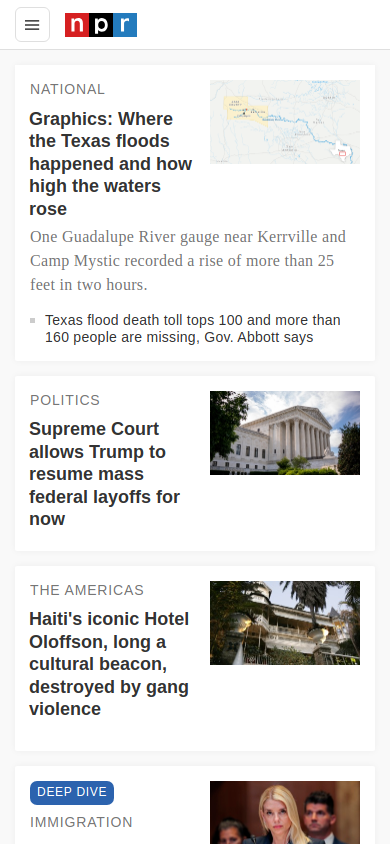 npr
NATIONAL
Graphics: Where
the Texas floods
happened and how
high the waters
rose
One Guadalupe River gauge near Kerrville and
Camp Mystic recorded a rise of more than 25
feet in two hours.
Texas flood death toll tops 100 and more than
160 people are missing, Gov. Abbott says
POLITICS
Supreme Court
allows Trump to
resume mass
federal layoffs for
now
THE AMERICAS
Haiti's iconic Hotel
Oloffson, long a
cultural beacon,
destroyed by gang
violence
DEEP DIVE
IMMIGRATION